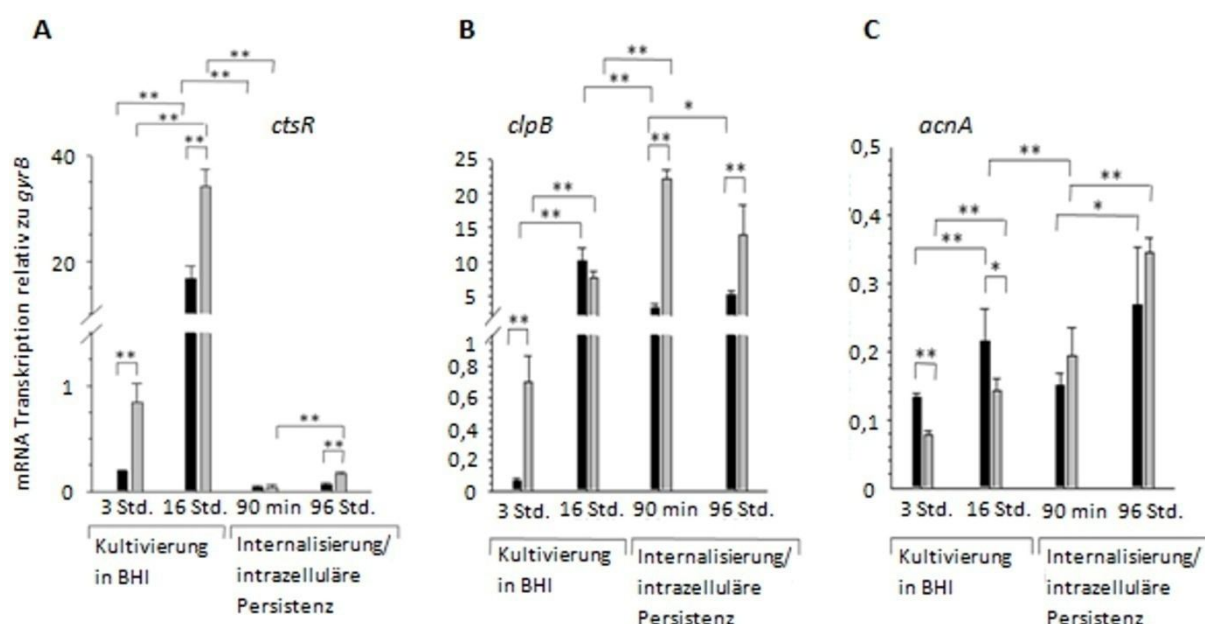 A
B
C
ctsR
clpB
acnA
mRNA Transkription relativ zu gyrB
** ** ** ** ** ** ** **
40
20
1
0
3 Std. 16 Std. 90 min 96 Std.
Kultivierung
in BHI
Internalisierung/
intrazelluläre
Persistenz
** ** * ** ** ** ** **
25
20
15
10
5
1
0,8
0,6
0,4
0,2
0
3 Std. 16 Std. 90 min 96 Std.
Kultivierung
in BHI
Internalisierung/
intrazelluläre
Persistenz
** ** ** * ** * **
0,5
0,4
0,3
0,2
0,1
0
3 Std. 16 Std. 90 min 96 Std.
Kultivierung
in BHI
Internalisierung/
intrazelluläre
Persistenz